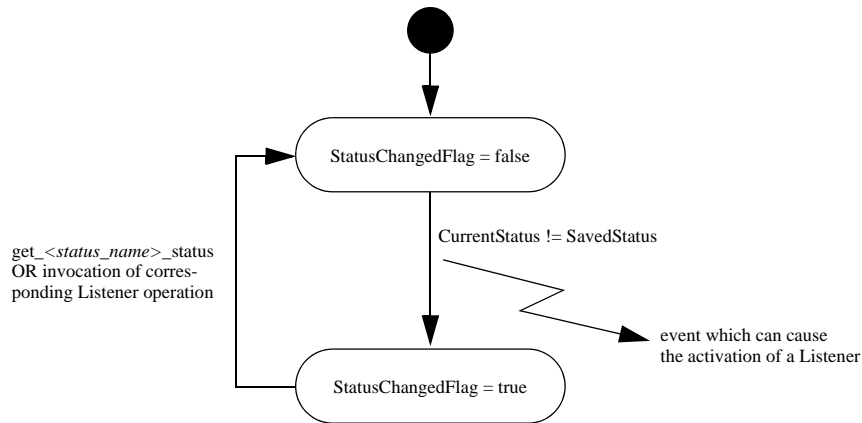 StatusChangedFlag = false
CurrentStatus != SavedStatus
get_<status_name>_status
OR invocation of corres-
ponding Listener operation
event which can cause
the activation of a Listener
StatusChangedFlag = true